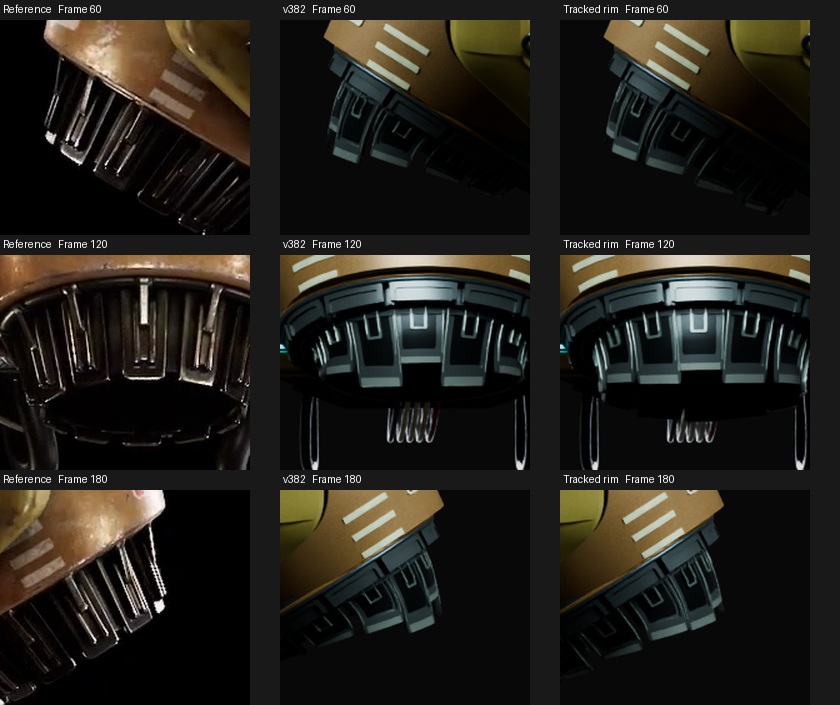 Reference Frame 60
v382 Frame 60
Tracked rim Frame 60
Reference Frame 120
v382 Frame 120
Tracked rim Frame 120
Reference Frame 180
v382 Frame 180
Tracked rim Frame 180